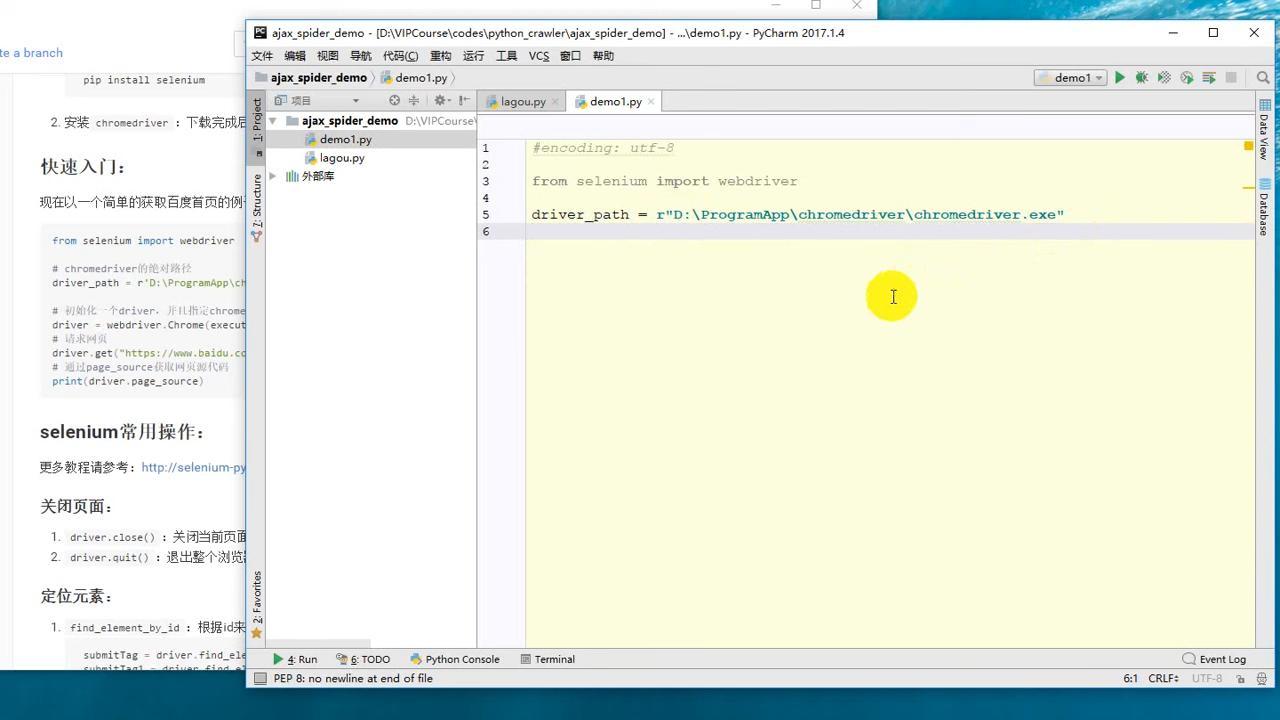 te a branch
pip install selenium
2. 安装 chromedriver：下载完成后
快速入门：
现在以一个简单的获取百度首页的例
from selenium import webdriver
# chromedriver的绝对路径
driver_path = r'D:\ProgramApp\ch
# 初始化一个driver，并且指定chrome
driver = webdriver.Chrome(execut
# 请求网页
driver.get("https://www.baidu.co
# 通过page_source获取网页源代码
print(driver.page_source)
selenium常用操作：
更多教程请参考：http://selenium-py
关闭页面：
1. driver.close()：关闭当前页面
2. driver.quit()：退出整个浏览器
定位元素：
1. find_element_by_id：根据id来
submitTag = driver.find_ele
submitTag1 = driver.find_el
ajax_spider_demo - [D:\VIPCourse\codes\python_crawler\ajax_spider_demo] - ...\demo1.py - PyCharm 2017.1.4
文件 编辑 视图 导航 代码(C) 重构 运行 工具 VCS 窗口 帮助
ajax_spider_demo demo1.py
demo1
项目
lagou.py demo1.py
ajax_spider_demo D:\VIPCourse\
demo1.py
lagou.py
外部库
1: Project
7: Structure
2: Favorites
1 #encoding: utf-8
2
3 from selenium import webdriver
4
5 driver_path = r"D:\ProgramApp\chromedriver\chromedriver.exe"
6
Data View
Database
4: Run 6: TODO Python Console Terminal Event Log
PEP 8: no newline at end of file 6:1 CRLF UTF-8